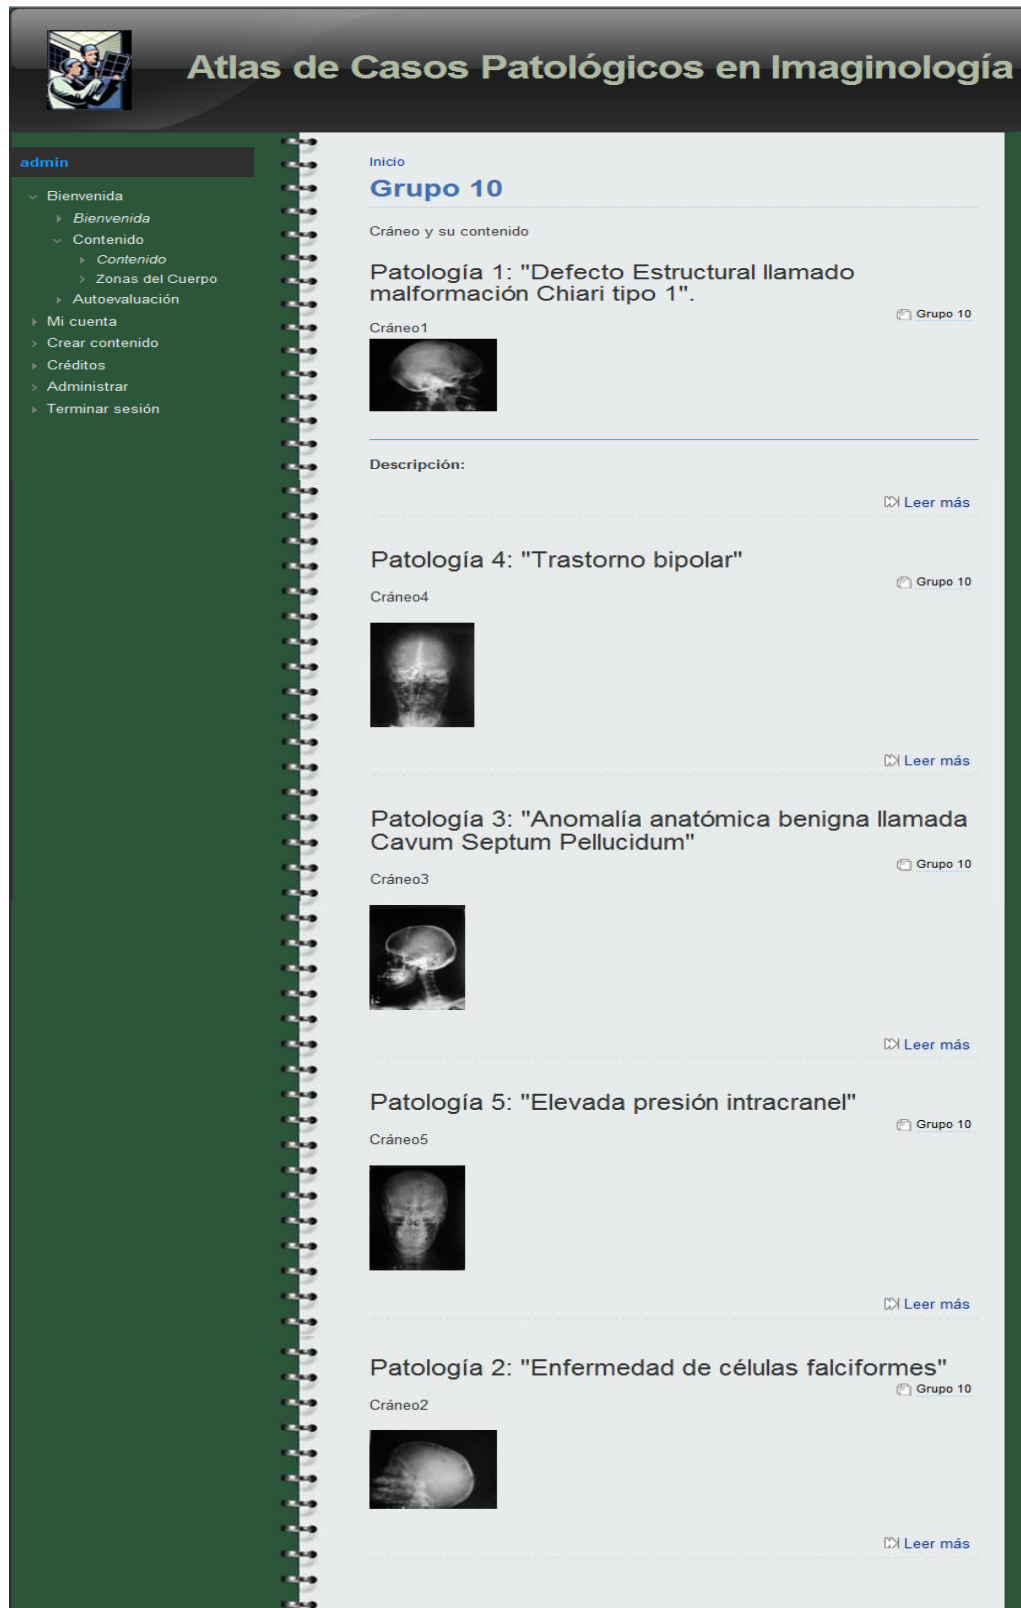 Atlas de Casos Patológicos en Imaginología
admin
Bienvenida
Bienvenida
Contenido
Contenido
Zonas del Cuerpo
Autoevaluación
Mi cuenta
Crear contenido
Créditos
Administrar
Terminar sesión
Inicio
Grupo 10
Cráneo y su contenido
Patología 1: "Defecto Estructural llamado
malformación Chiari tipo 1".
Grupo 10
Cráneo1
Descripción:
Leer más
Patología 4: "Trastorno bipolar"
Grupo 10
Cráneo4
Leer más
Patología 3: "Anomalía anatómica benigna llamada
Cavum Septum Pellucidum"
Grupo 10
Cráneo3
Leer más
Patología 5: "Elevada presión intracranel"
Grupo 10
Cráneo5
Leer más
Patología 2: "Enfermedad de células falciformes"
Grupo 10
Cráneo2
Leer más